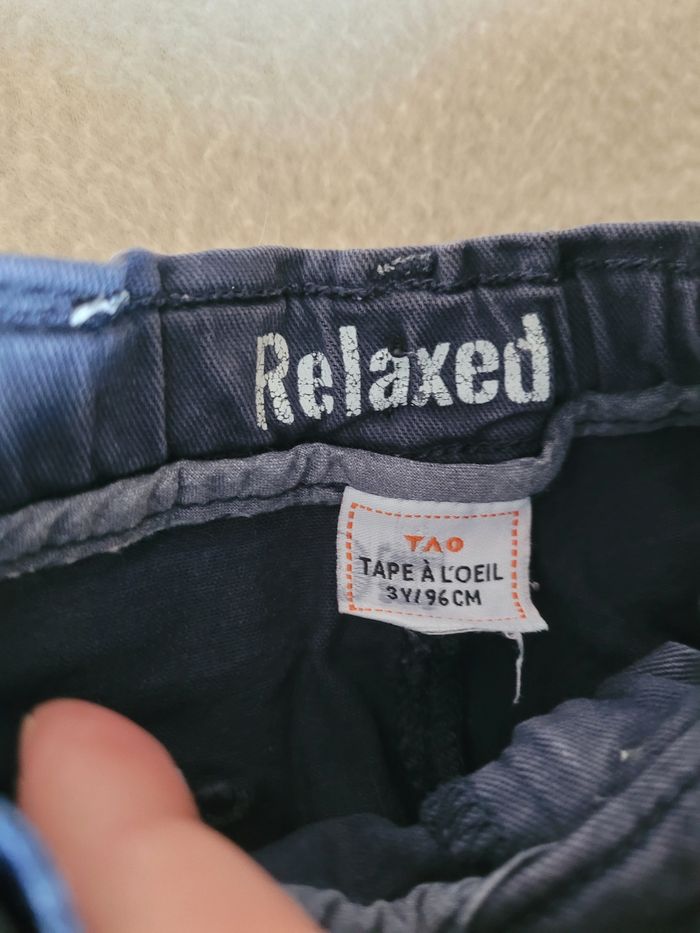 Relaxed
TAO
TAPE À L'OEIL
3Y/96CM